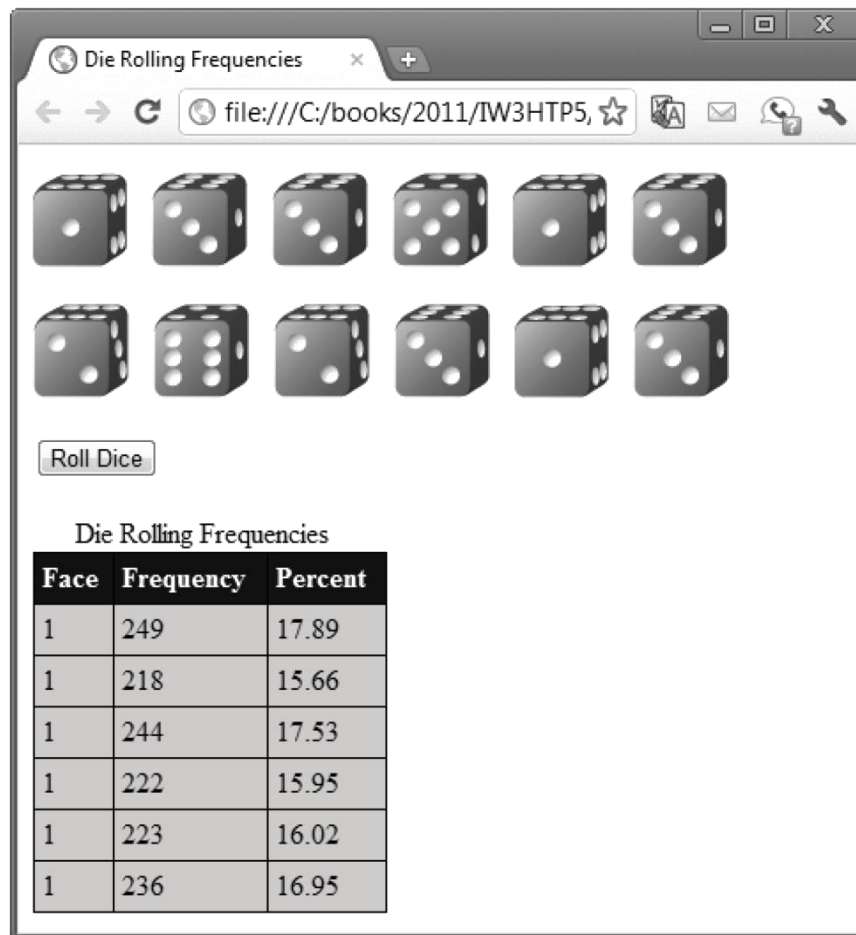 Die Rolling Frequencies
file:///C:/books/2011/IW3HTP5,
Roll Dice
Die Rolling Frequencies
Face Frequency Percent
1 249 17.89
1 218 15.66
1 244 17.53
1 222 15.95
1 223 16.02
1 236 16.95